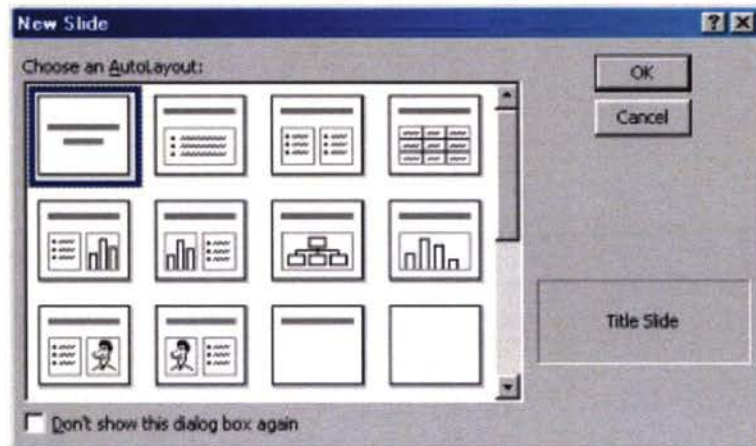 New Slide
Choose an AutoLayout:
OK
Cancel
Title Slide
Don't show this dialog box again